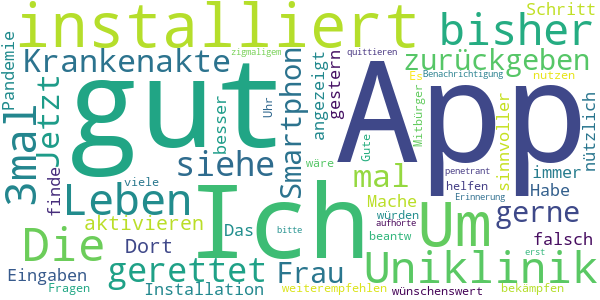 installiert
bisher
Schritt
Pandemie
Krankenakte
zigmaligem
quittieren
zurückgeben
3mal
Jetzt
gut
Uhr
besser
Smartphon
angezeigt
gestern
App
Es
Benachrichtigung
nutzen
Mitbürger
sinnvoller
nützlich
siehe
Gute
finde
viele
Leben
wäre
mal
penetrant
helfen
Erinnerung
immer
Habe
aktivieren
Ich
Mache
Um
gerne
Die
Dort
Das
würden
aufhörte
beantw
bitte
falsch
erst
Eingaben
gerettet
Frau
Uniklinik
Fragen
Installation
weiterempfehlen
wünschenswert
bekämpfen